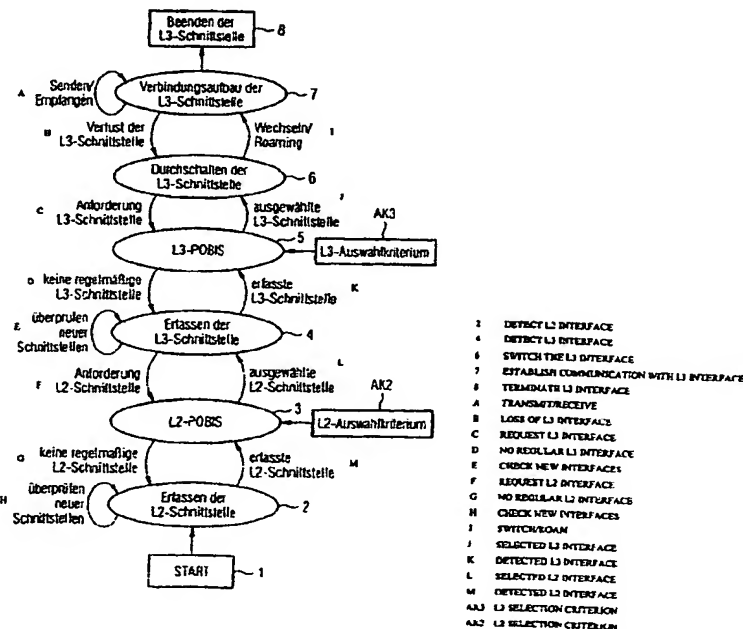 Beenden der
L3-Schnittstelle
8
A
Senden/
Empfangen
Verbindungsaufbau der
L3-Schnittstelle
7
B
Verlust der
L3-Schnittstelle
Wechseln/
Roaming
I
Durchschalten der
L3-Schnittstelle
6
C
Anforderung
L3-Schnittstelle
ausgewählte
L3-Schnittstelle
J
AK3
L3-POBIS
5
L3-Auswahlkriterium
D
keine regelmäßige
L3-Schnittstelle
erfasste
L3-Schnittstelle
K
E
überprüfen
neuer
Schnittstellen
Erfassen der
L3-Schnittstelle
4
F
Anforderung
L2-Schnittstelle
ausgewählte
L2-Schnittstelle
L
AK2
L2-POBIS
3
L2-Auswahlkriterium
G
keine regelmäßige
L2-Schnittstelle
erfasste
L2-Schnittstelle
M
H
überprüfen
neuer
Schnittstellen
Erfassen der
L2-Schnittstelle
2
START
1
2 DETECT L2 INTERFACE
4 DETECT L3 INTERFACE
6 SWITCH THE L3 INTERFACE
7 ESTABLISH COMMUNICATION WITH L3 INTERFACE
8 TERMINATE L3 INTERFACE
A TRANSMIT/RECEIVE
B LOSS OF L3 INTERFACE
C REQUEST L3 INTERFACE
D NO REGULAR L3 INTERFACE
E CHECK NEW INTERFACES
F REQUEST L2 INTERFACE
G NO REGULAR L2 INTERFACE
H CHECK NEW INTERFACES
I SWITCH/ROAM
J SELECTED L3 INTERFACE
K DETECTED L3 INTERFACE
L SELECTED L2 INTERFACE
M DETECTED L2 INTERFACE
AK3 L3 SELECTION CRITERION
AK2 L2 SELECTION CRITERION